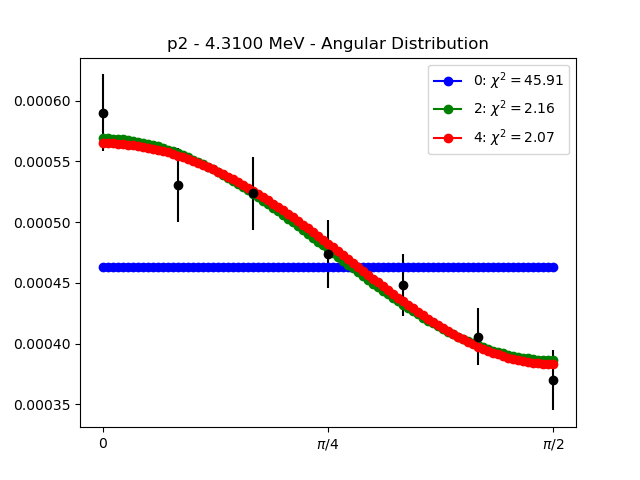 p2 - 4.3100 MeV - Angular Distribution
0: χ² = 45.91
2: χ² = 2.16
4: χ² = 2.07
0.00060
0.00055
0.00050
0.00045
0.00040
0.00035
0
π/4
π/2